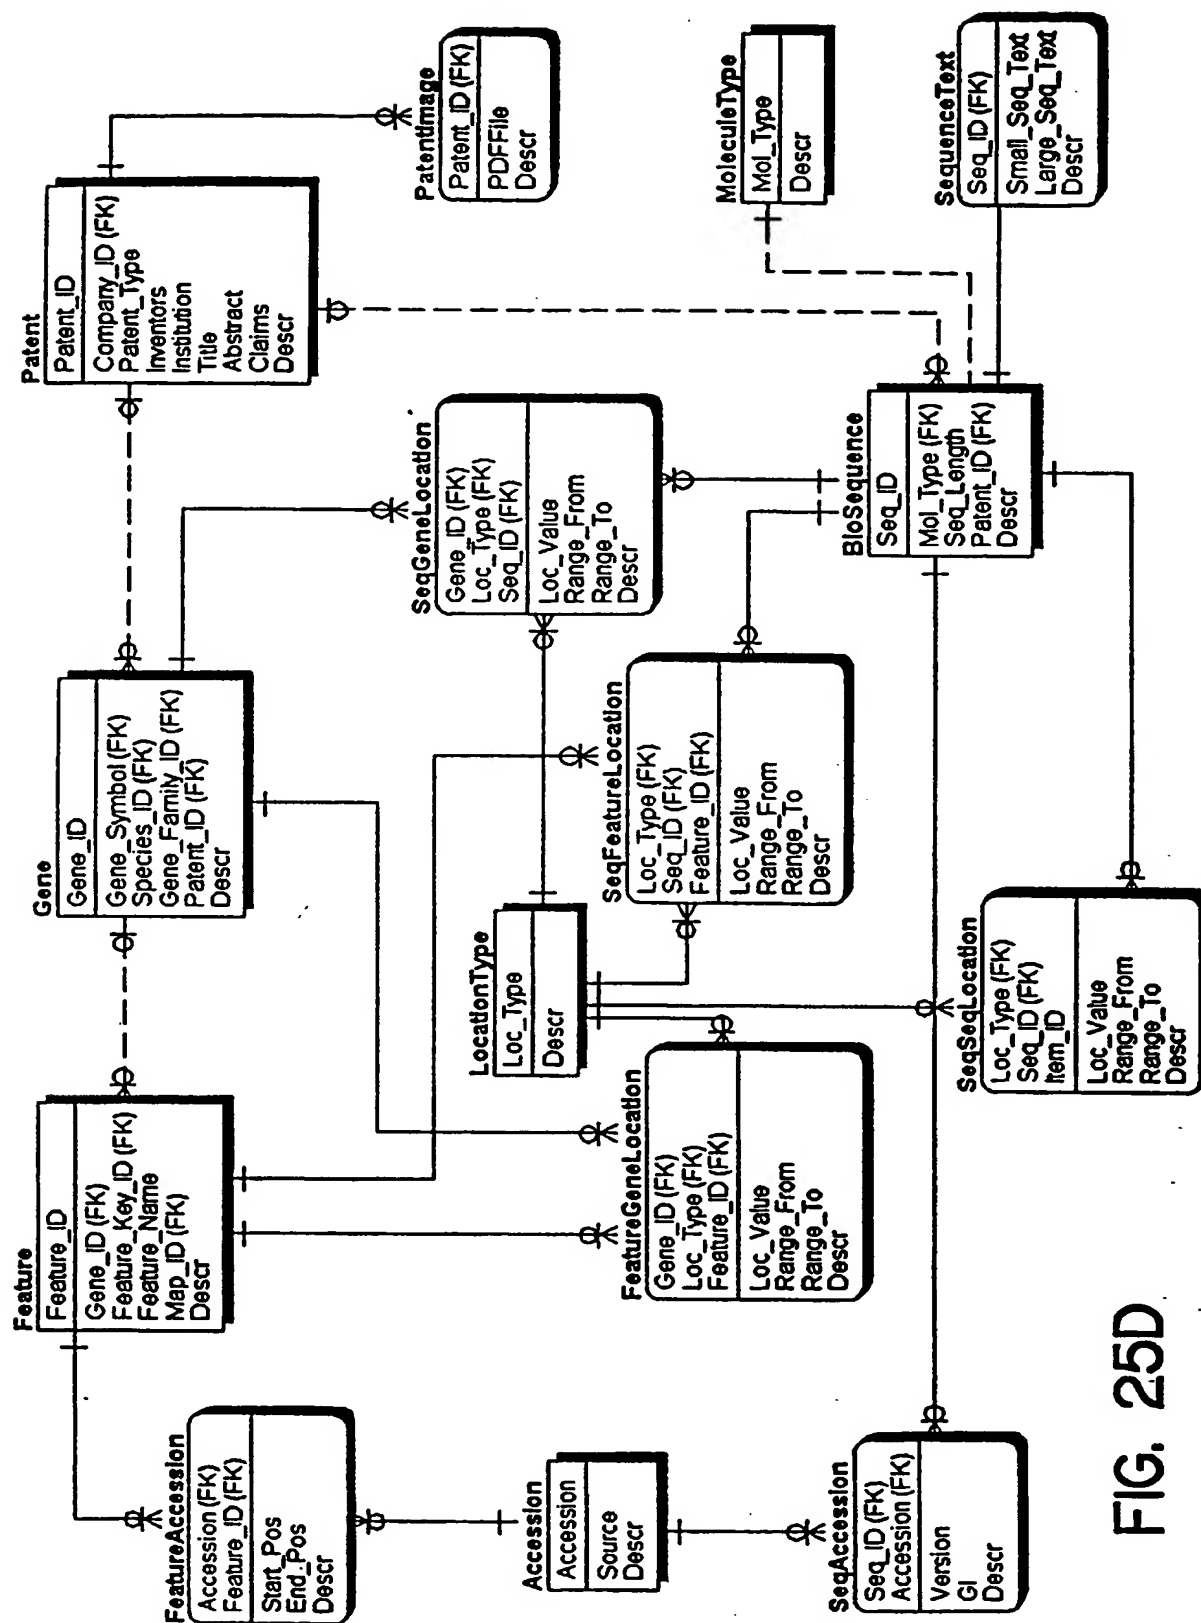 Feature
Feature_ID
Gene_ID (FK)
Feature_Key_ID (FK)
Feature_Name
Map_ID (FK)
Descr
Gene
Gene_ID
Gene_Symbol (FK)
Species_ID (FK)
Gene_Family_ID (FK)
Patent_ID (FK)
Descr
Patent
Patent_ID
Company_ID (FK)
Patent_Type
Inventors
Institution
Title
Abstract
Claims
Descr
FeatureAccession
Accession (FK)
Feature_ID (FK)
Start_Pos
End_Pos
Descr
Accession
Accession
Source
Descr
SeqAccession
Seq_ID (FK)
Accession (FK)
Version
GI
Descr
FeatureGeneLocation
Gene_ID (FK)
Loc_Type (FK)
Feature_ID (FK)
Loc_Value
Range_From
Range_To
Descr
LocationType
Loc_Type
Descr
SeqFeatureLocation
Loc_Type (FK)
Seq_ID (FK)
Feature_ID (FK)
Loc_Value
Range_From
Range_To
Descr
SeqGeneLocation
Gene_ID (FK)
Loc_Type (FK)
Seq_ID (FK)
Loc_Value
Range_From
Range_To
Descr
PatentImage
Patent_ID (FK)
PDFFile
Descr
SeqSeqLocation
Loc_Type (FK)
Seq_ID (FK)
Item_ID
Loc_Value
Range_From
Range_To
Descr
BioSequence
Seq_ID
Mol_Type (FK)
Seq_Length
Patent_ID (FK)
Descr
MoleculeType
Mol_Type
Descr
SequenceText
Seq_ID (FK)
Small_Seq_Text
Large_Seq_Text
Descr
FIG. 25D